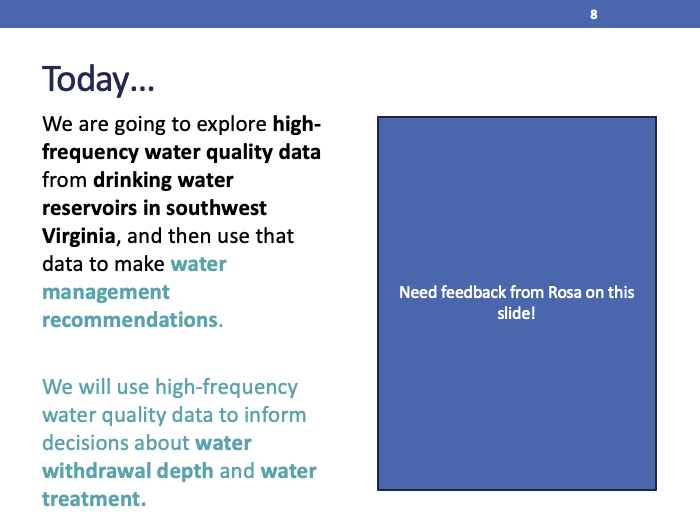 8
Today…
We are going to explore high-
frequency water quality data
from drinking water
reservoirs in southwest
Virginia, and then use that
data to make water
management
recommendations.
We will use high-frequency
water quality data to inform
decisions about water
withdrawal depth and water
treatment.
Need feedback from Rosa on this
slide!